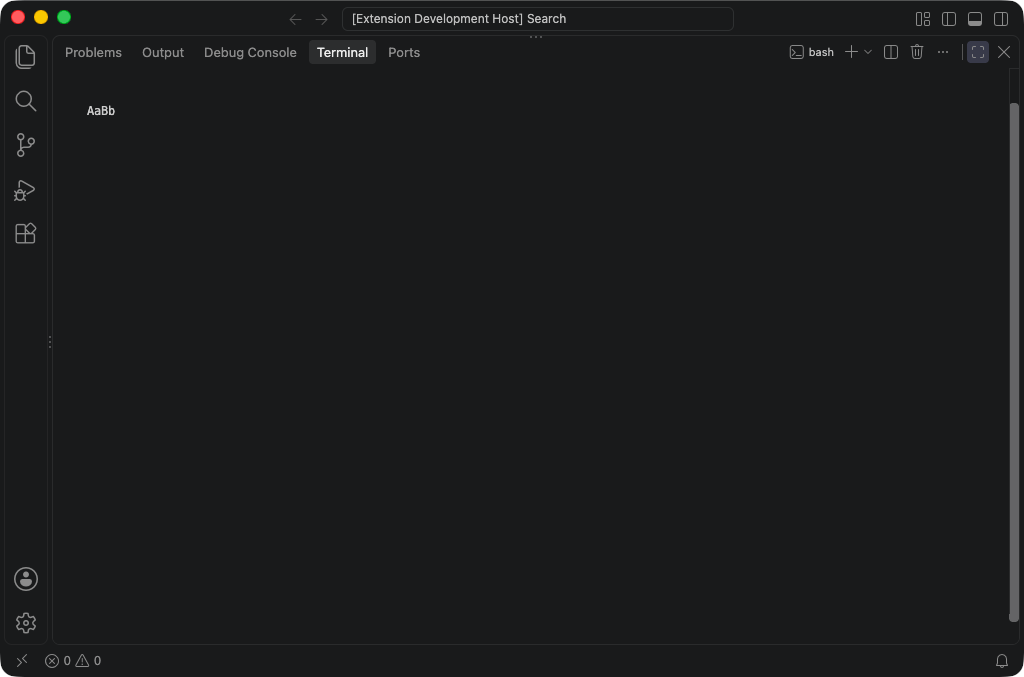 [Extension Development Host] Search
Problems Output Debug Console Terminal Ports bash
AaBb
0 0